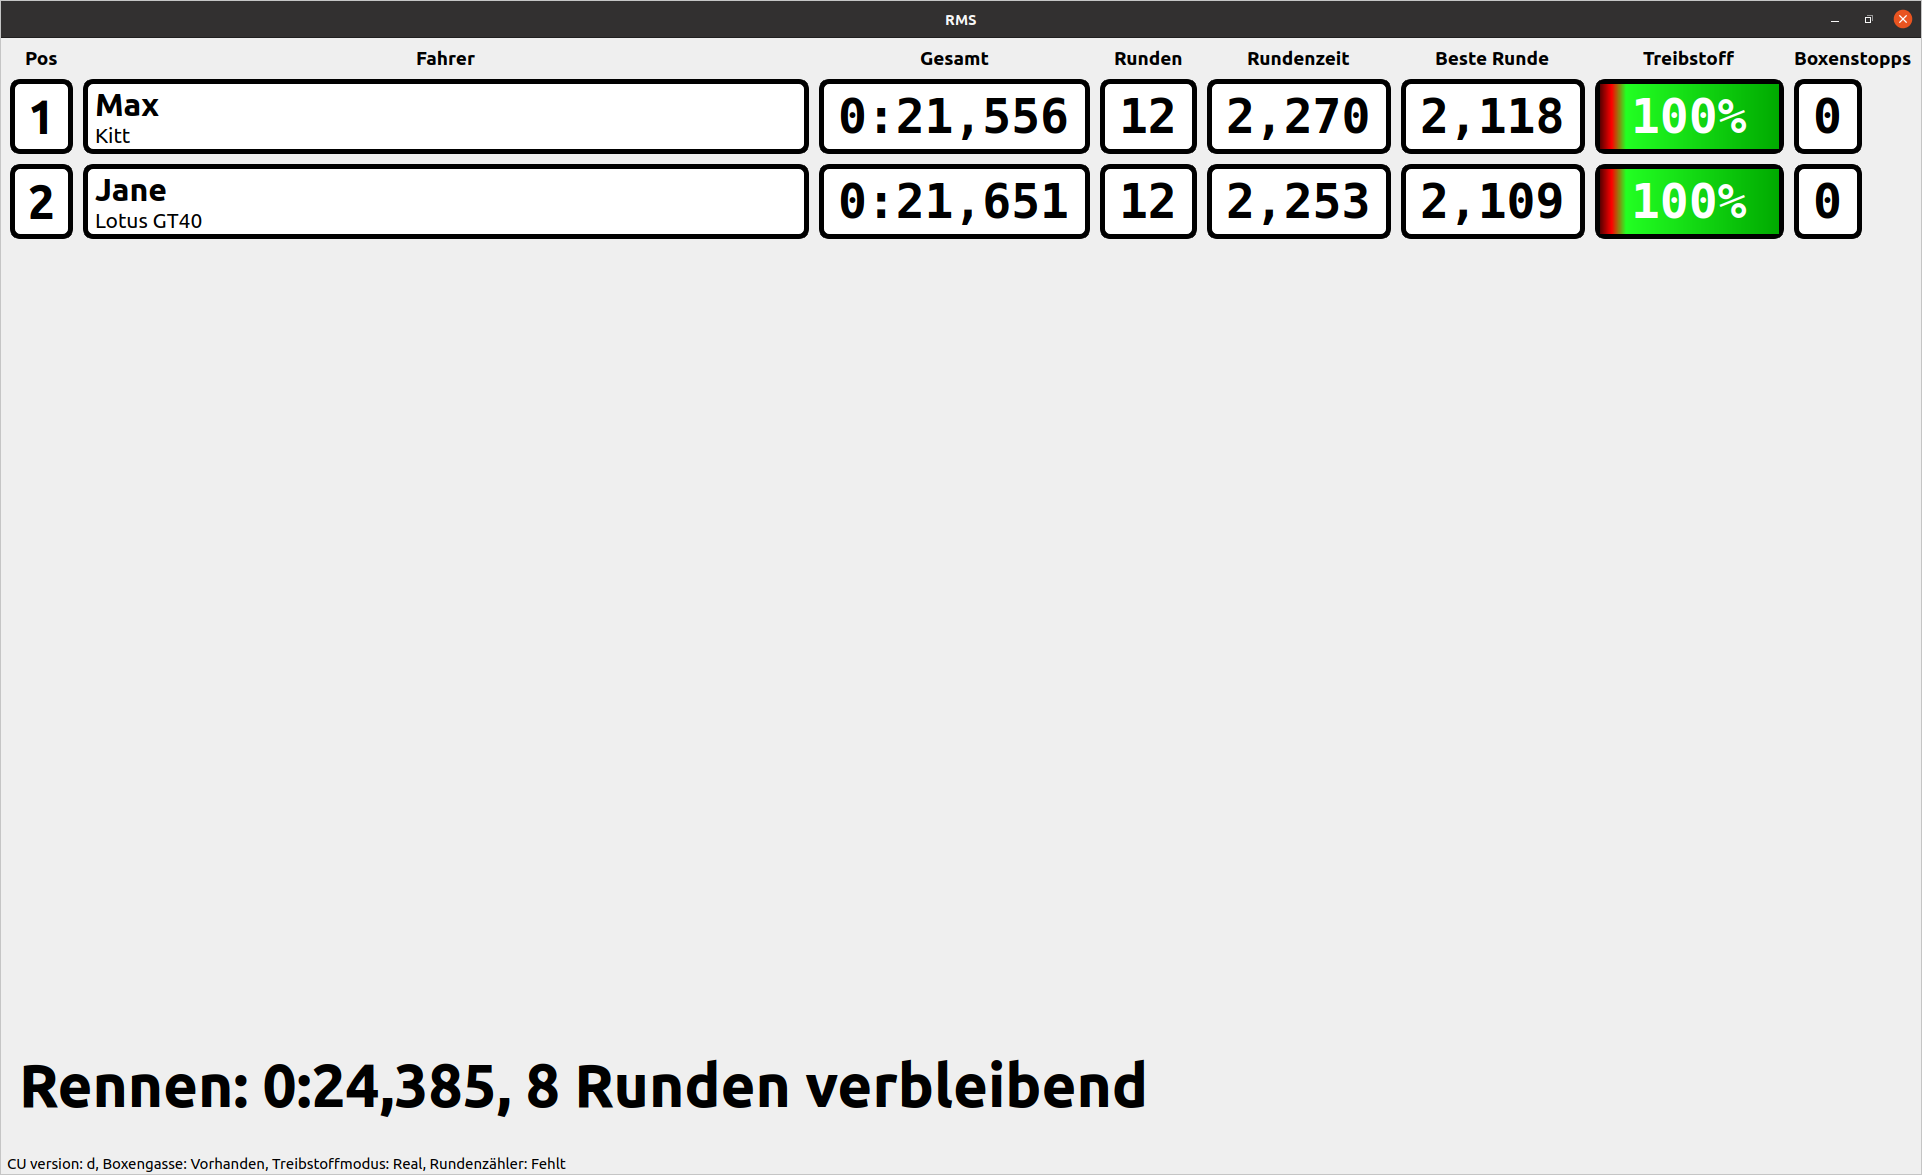 RMS
Pos Fahrer Gesamt Runden Rundenzeit Beste Runde Treibstoff Boxenstopps
1 Max 0:21,556 12 2,270 2,118 100% 0
Kitt
2 Jane 0:21,651 12 2,253 2,109 100% 0
Lotus GT40
Rennen: 0:24,385, 8 Runden verbleibend
CU version: d, Boxengasse: Vorhanden, Treibstoffmodus: Real, Rundenzähler: Fehlt